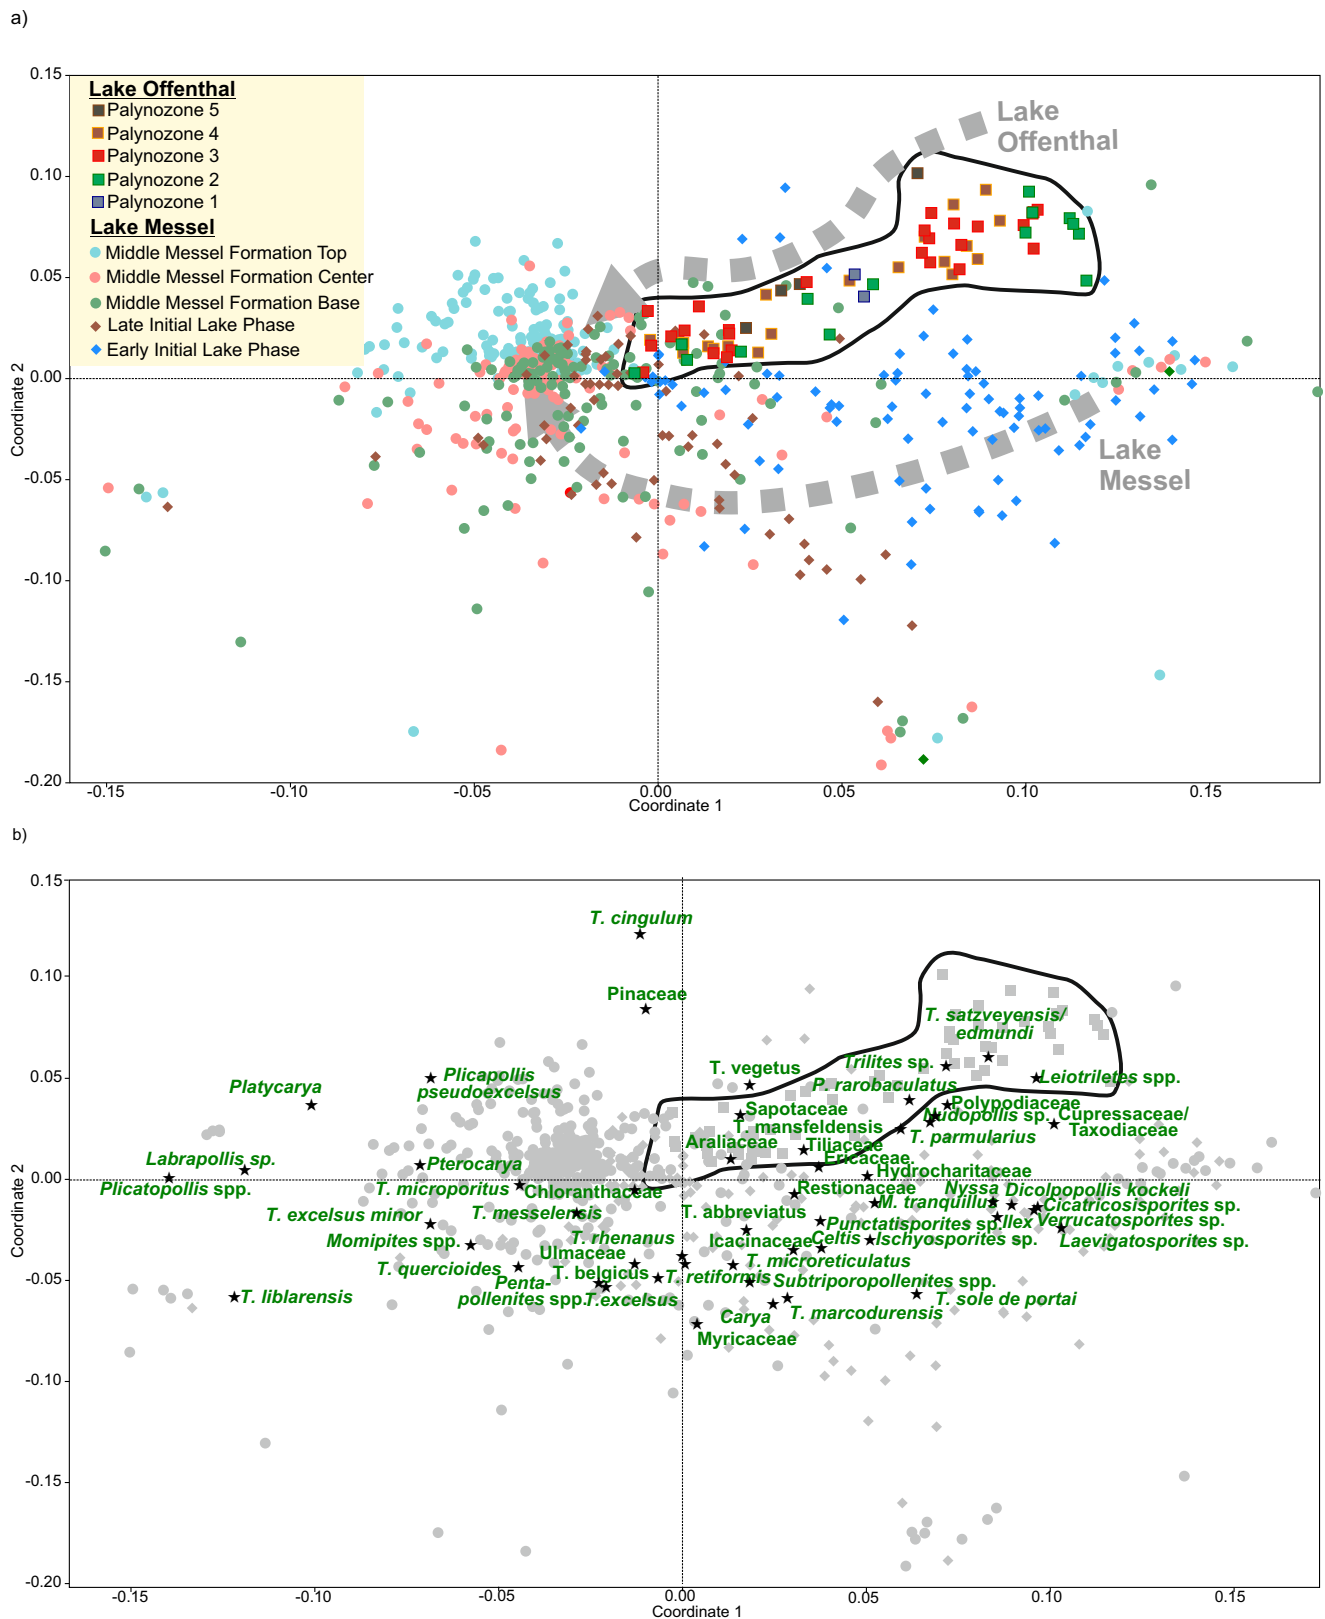 a)
0.15
0.10
0.05
0.00
-0.05
-0.10
-0.15
-0.20
Coordinate 2
Lake Offenthal
Palynozone 5
Palynozone 4
Palynozone 3
Palynozone 2
Palynozone 1
Lake Messel
Middle Messel Formation Top
Middle Messel Formation Center
Middle Messel Formation Base
Late Initial Lake Phase
Early Initial Lake Phase
Lake
Offenthal
Lake
Messel
-0.15
-0.10
-0.05
0.00
0.05
0.10
0.15
Coordinate 1
b)
0.15
0.10
0.05
0.00
-0.05
-0.10
-0.15
-0.20
Coordinate 2
T. cingulum
Pinaceae
T. satzveyensis/
edmundi
Trilites sp.
T. vegetus
Plicapollis
pseudoexcelsus
Platycarya
P. rarobaculatus
Leiotriletes spp.
Polypodiaceae
Sapotaceae
Nudopollis sp.
Cupressaceae/
Taxodiaceae
T. mansfeldensis
T. parmularius
Araliaceae
Tiliaceae
Ericaceae
Labrapollis sp.
Pterocarya
Hydrocharitaceae
Plicatopollis spp.
T. microporitus
Chloranthaceae
Restionaceae
Nyssa
Dicolpopollis kockeli
M. tranquillus
Cicatricosisporites sp.
T. excelsus minor
T. messelensis
T. abbreviatus
Punctatisporites sp.
Ilex
Verrucatosporites sp.
Momipites spp.
T. rhenanus
Icacinaceae
Celtis
Ischyosporites sp.
Laevigatosporites sp.
Ulmaceae
T. microreticulatus
T. quercioides
T. belgicus
T. retiformis
Subtriporopollenites spp.
Penta-
pollenites spp.
T.excelsus
T. liblarensis
T. sole de portai
T. marcodurensis
Carya
Myricaceae
-0.15
-0.10
-0.05
0.00
0.05
0.10
0.15
Coordinate 1